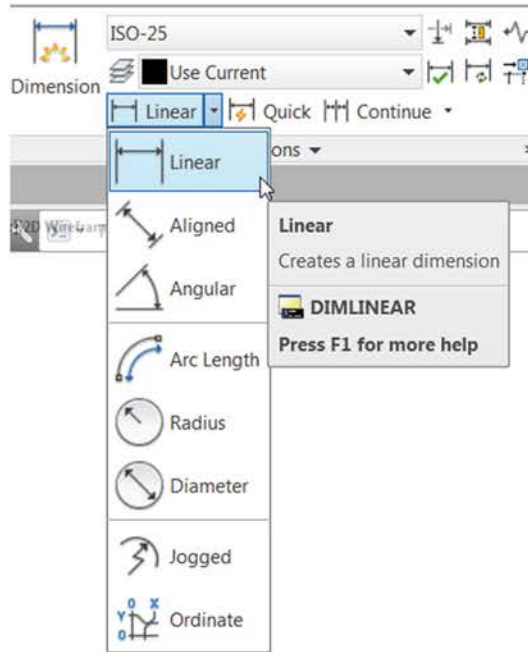 ISO-25
Use Current
Dimension
Linear Quick Continue
ons
Linear
Aligned
Angular
Arc Length
Radius
Diameter
Jogged
Y O X
O
Ordinate
Linear
Creates a linear dimension
DIMLINEAR
Press F1 for more help